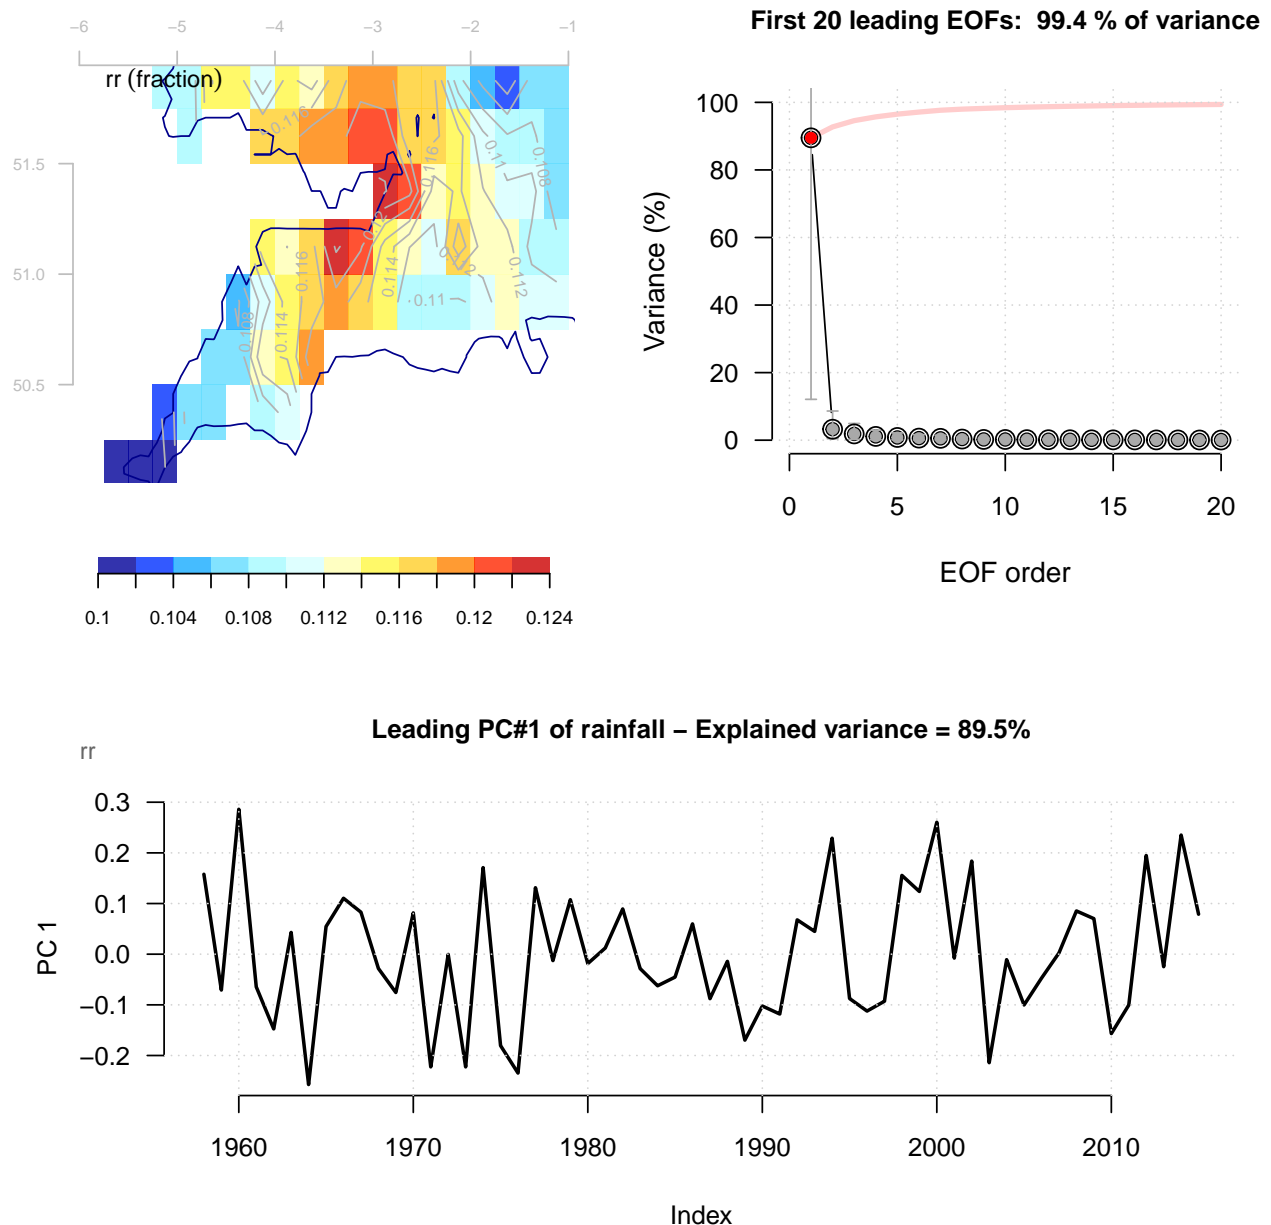 −6 −5 −4 −3 −2 −1
rr (fraction)
51.5
51.0
50.5
0.116
0.116
0.11
0.108
0.12
0.116
0.114
0.112
0.112
0.11
0.108
0.114
0.1 0.104 0.108 0.112 0.116 0.12 0.124
First 20 leading EOFs: 99.4 % of variance
Variance (%)
100
80
60
40
20
0
0 5 10 15 20
EOF order
Leading PC#1 of rainfall − Explained variance = 89.5%
rr
PC 1
0.3
0.2
0.1
0.0
−0.1
−0.2
1960 1970 1980 1990 2000 2010
Index